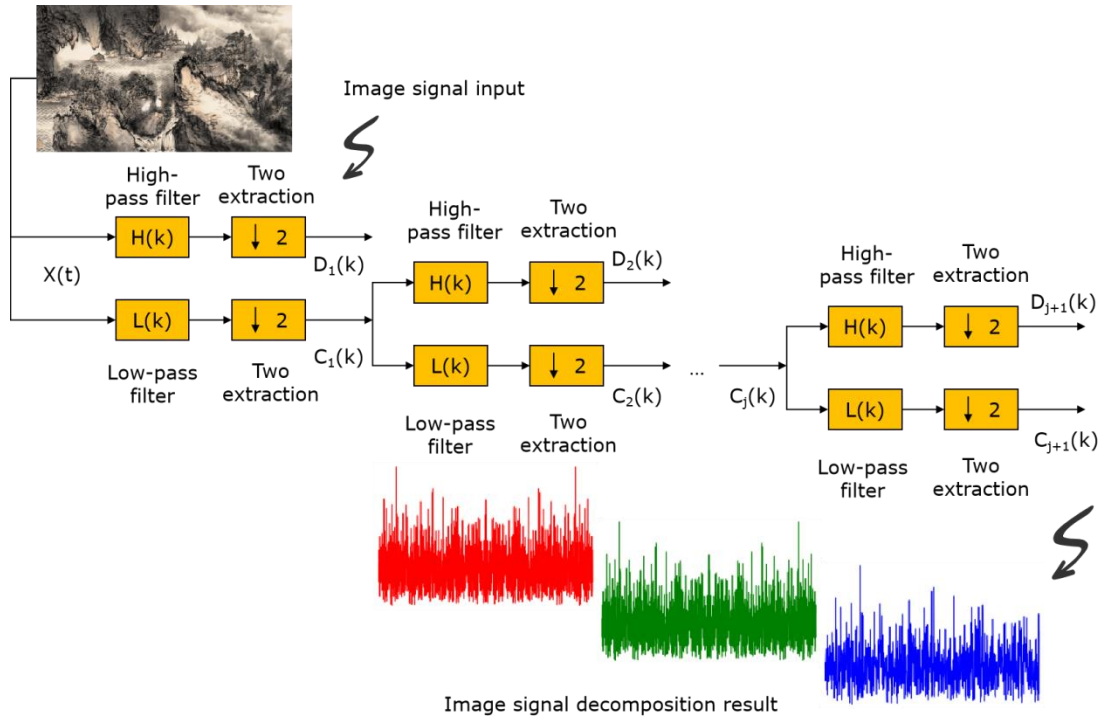 Image signal input
High-
pass filter
Two
extraction
H(k)
↓ 2
D₁(k)
X(t)
L(k)
↓ 2
C₁(k)
Low-pass
filter
Two
extraction
High-
pass filter
Two
extraction
D₂(k)
H(k)
↓ 2
L(k)
↓ 2
C₂(k)
Low-pass
filter
Two
extraction
...
Cⱼ(k)
High-
pass filter
Two
extraction
Dⱼ₊₁(k)
H(k)
↓ 2
L(k)
↓ 2
Cⱼ₊₁(k)
Low-pass
filter
Two
extraction
Image signal decomposition result